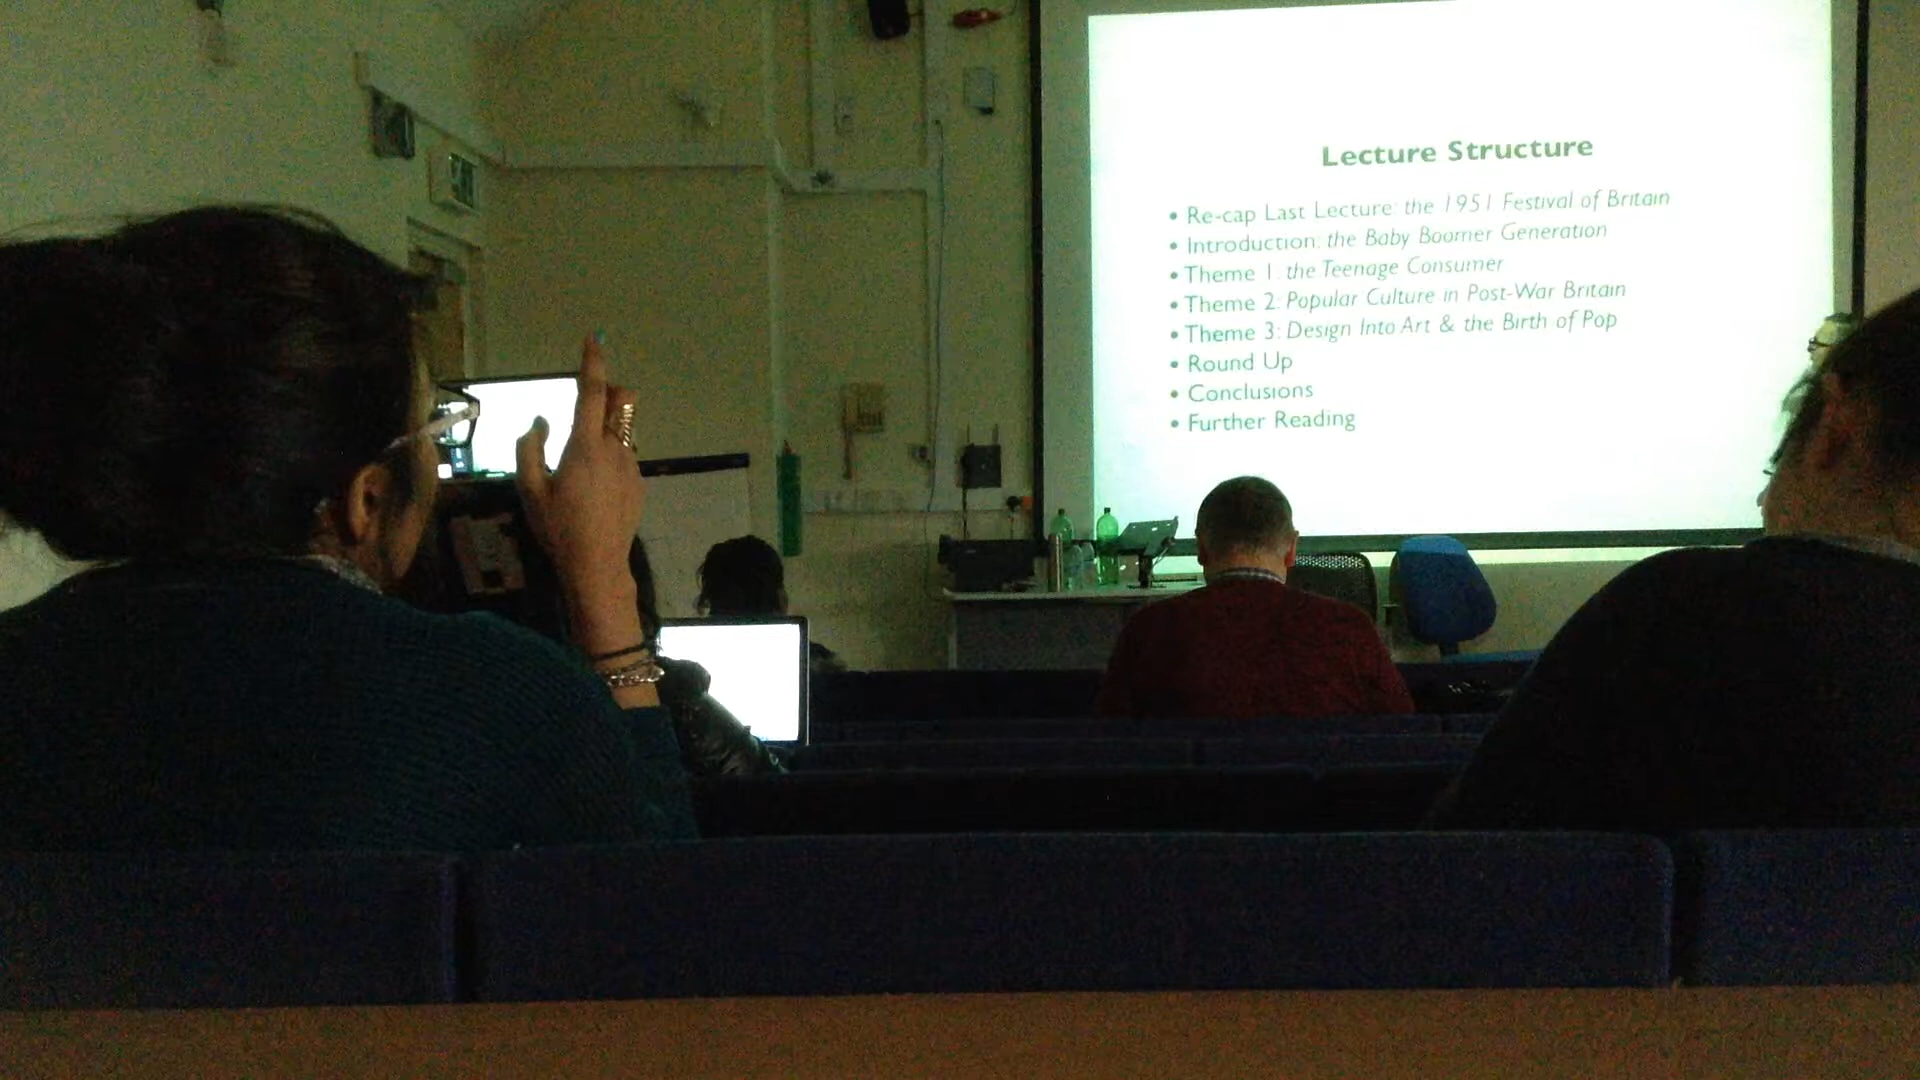 Lecture Structure
• Re-cap Last Lecture: the 1951 Festival of Britain
• Introduction: the Baby Boomer Generation
• Theme 1: the Teenage Consumer
• Theme 2: Popular Culture in Post-War Britain
• Theme 3: Design Into Art & the Birth of Pop
• Round Up
• Conclusions
• Further Reading